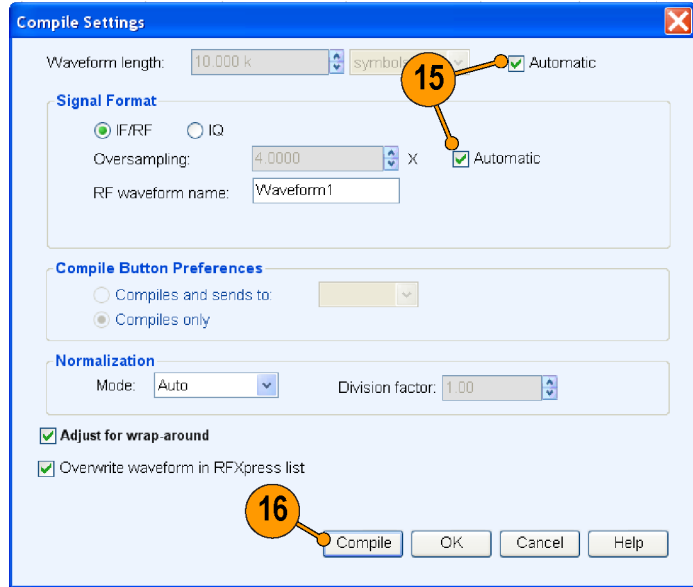 Compile Settings
Waveform length: 10.000 k symbols Automatic
15
Signal Format
IF/RF IQ
Oversampling: 4.0000 X Automatic
RF waveform name: Waveform1
Compile Button Preferences
Compiles and sends to:
Compiles only
Normalization
Mode: Auto Division factor: 1.00
Adjust for wrap-around
Overwrite waveform in RFXpress list
16
Compile OK Cancel Help